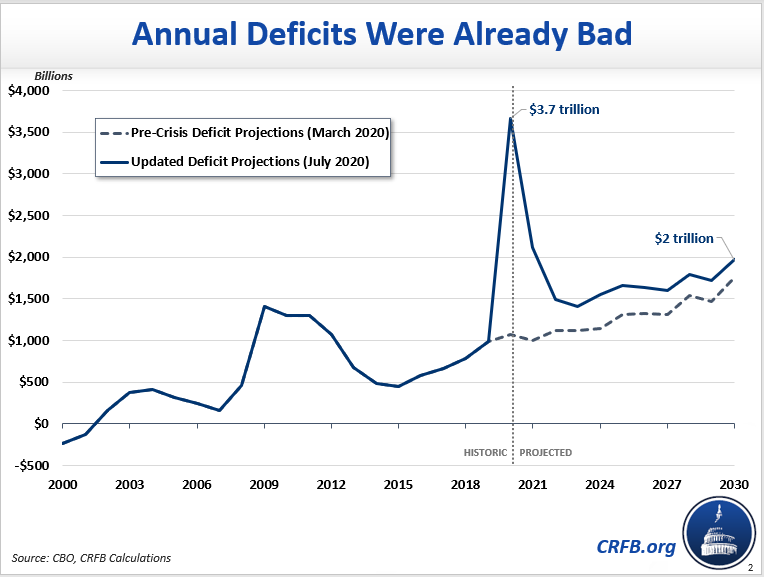 Annual Deficits Were Already Bad
Billions
$4,000
$3,500
$3,000
$2,500
$2,000
$1,500
$1,000
$500
$0
-$500
Pre-Crisis Deficit Projections (March 2020)
Updated Deficit Projections (July 2020)
$3.7 trillion
$2 trillion
HISTORIC PROJECTED
2000 2003 2006 2009 2012 2015 2018 2021 2024 2027 2030
CRFB.org
Source: CBO, CRFB Calculations
2